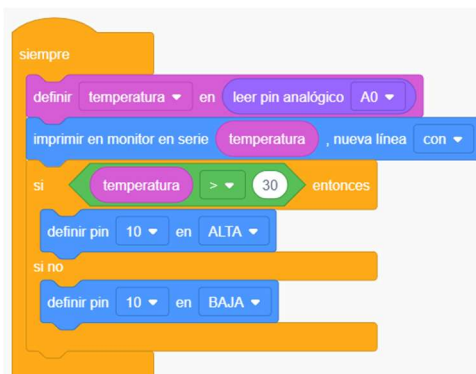 siempre
definir temperatura en leer pin analógico A0
imprimir en monitor en serie temperatura , nueva línea con
si temperatura > 30 entonces
definir pin 10 en ALTA
si no
definir pin 10 en BAJA